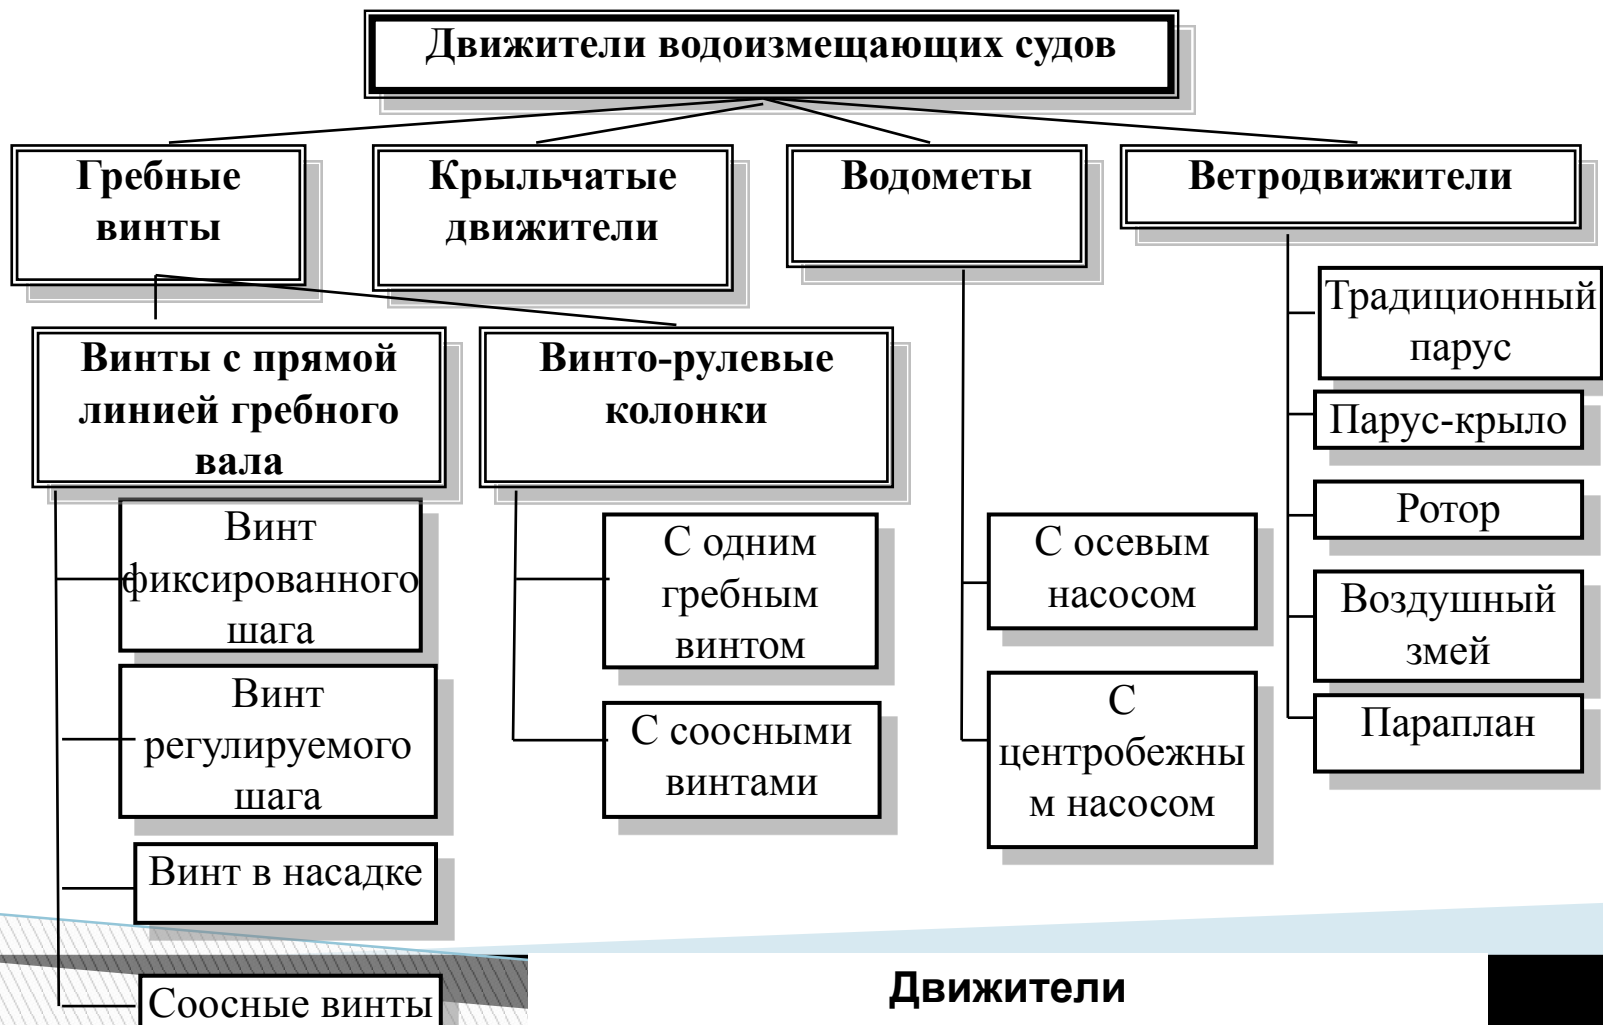 Движители водоизмещающих судов
Гребные
винты
Крыльчатые
движители
Водометы
Ветродвижители
Винты с прямой
линией гребного
вала
Винто-рулевые
колонки
Винт
фиксированного
шага
Винт
регулируемого
шага
Винт в насадке
Соосные винты
С одним
гребным
винтом
С соосными
винтами
С осевым
насосом
С
центробежны
м насосом
Традиционный
парус
Парус-крыло
Ротор
Воздушный
змей
Параплан
Движители